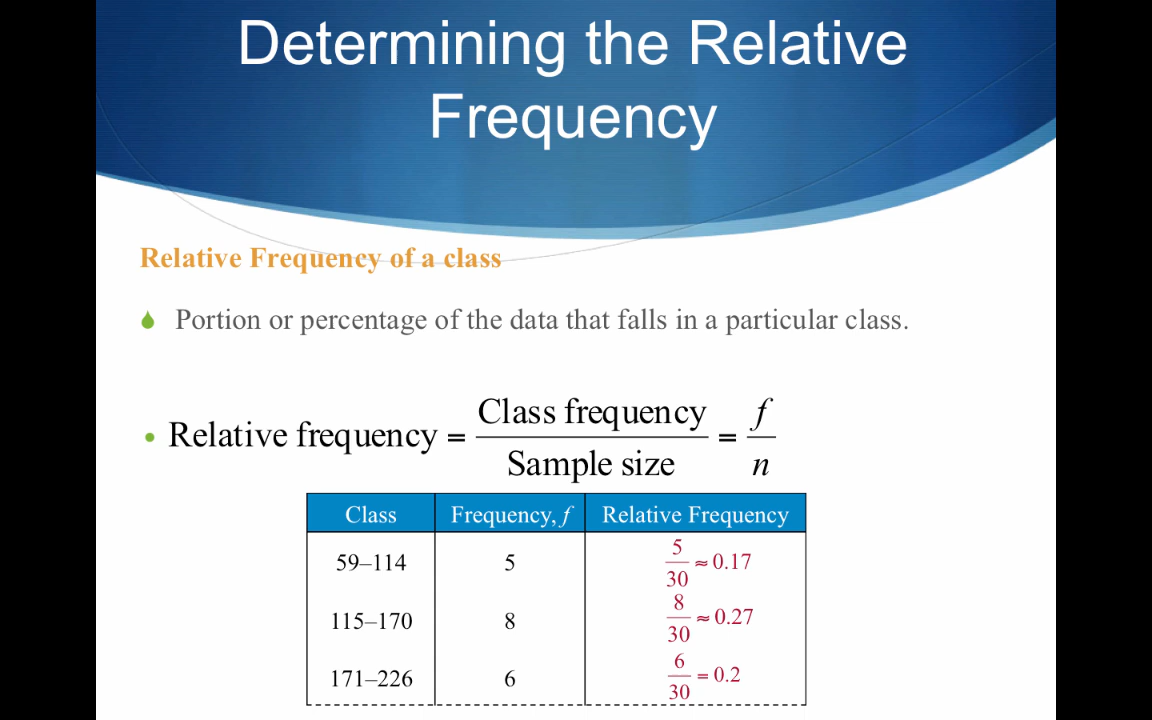 Determining the Relative
Frequency
Relative Frequency of a class
Portion or percentage of the data that falls in a particular class.
• Relative frequency = Class frequency / Sample size = f / n
Class Frequency, f Relative Frequency
59–114 5 5/30 ≈ 0.17
115–170 8 8/30 ≈ 0.27
171–226 6 6/30 = 0.2